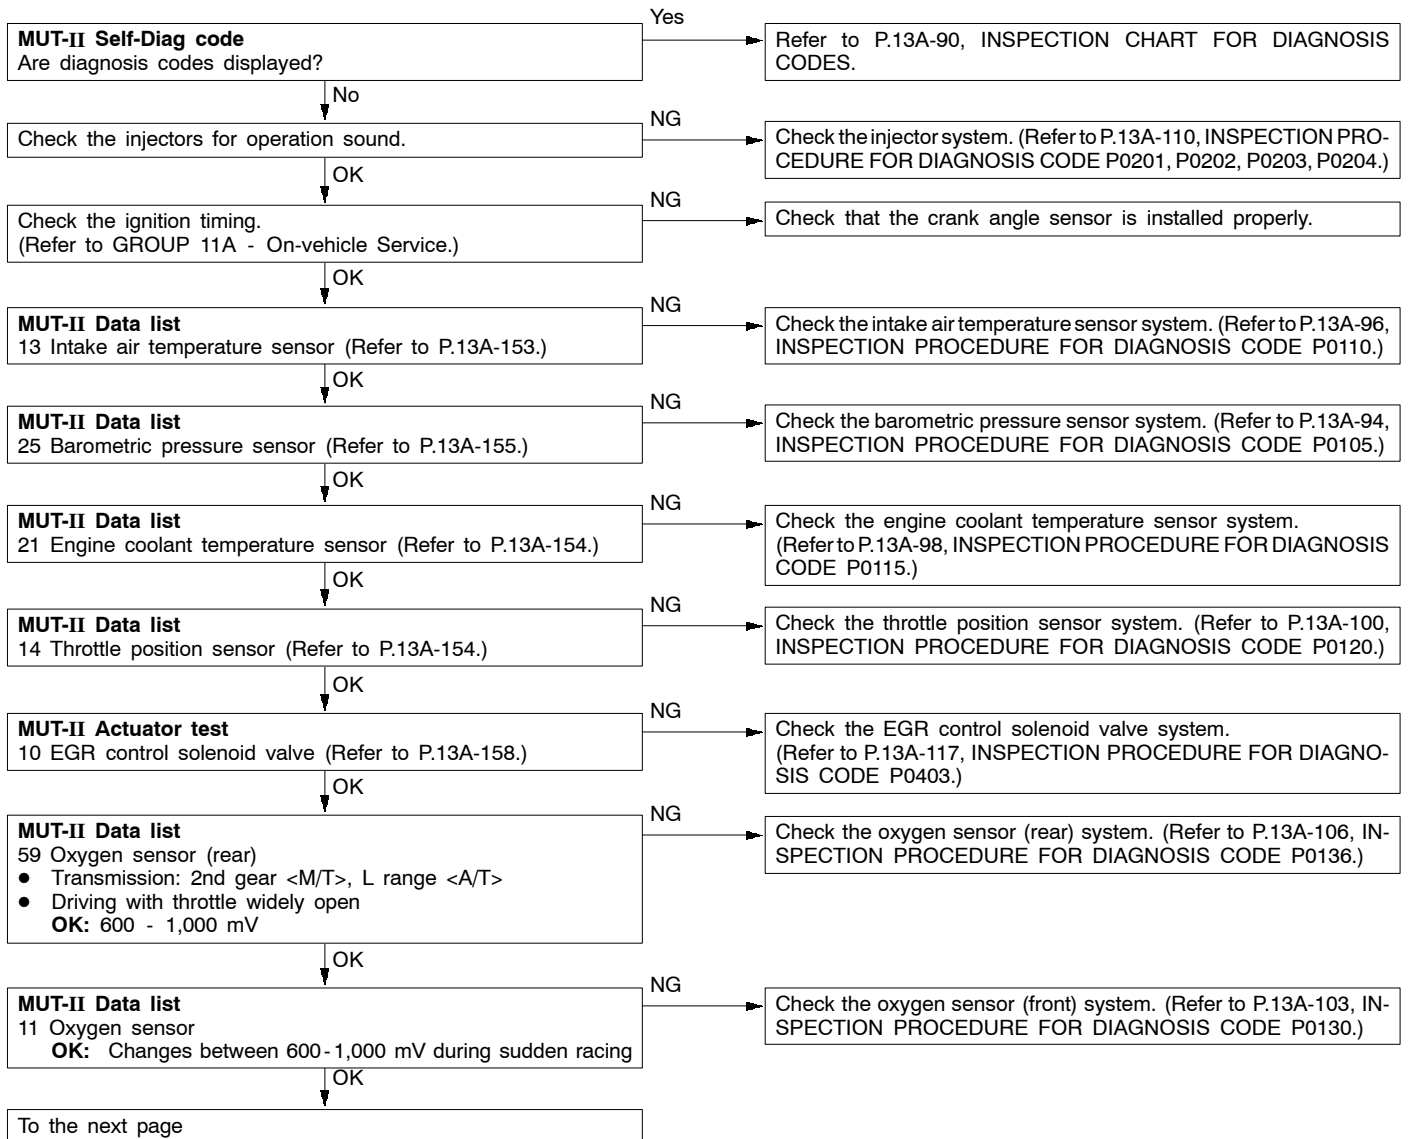 MUT-II Self-Diag code
Are diagnosis codes displayed?
Yes
Refer to P.13A-90, INSPECTION CHART FOR DIAGNOSIS
CODES.
No
Check the injectors for operation sound.
NG
Check the injector system. (Refer to P.13A-110, INSPECTION PRO-
CEDURE FOR DIAGNOSIS CODE P0201, P0202, P0203, P0204.)
OK
Check the ignition timing.
(Refer to GROUP 11A - On-vehicle Service.)
NG
Check that the crank angle sensor is installed properly.
OK
MUT-II Data list
13 Intake air temperature sensor (Refer to P.13A-153.)
NG
Check the intake air temperature sensor system. (Refer to P.13A-96,
INSPECTION PROCEDURE FOR DIAGNOSIS CODE P0110.)
OK
MUT-II Data list
25 Barometric pressure sensor (Refer to P.13A-155.)
NG
Check the barometric pressure sensor system. (Refer to P.13A-94,
INSPECTION PROCEDURE FOR DIAGNOSIS CODE P0105.)
OK
MUT-II Data list
21 Engine coolant temperature sensor (Refer to P.13A-154.)
NG
Check the engine coolant temperature sensor system.
(Refer to P.13A-98, INSPECTION PROCEDURE FOR DIAGNOSIS
CODE P0115.)
OK
MUT-II Data list
14 Throttle position sensor (Refer to P.13A-154.)
NG
Check the throttle position sensor system. (Refer to P.13A-100,
INSPECTION PROCEDURE FOR DIAGNOSIS CODE P0120.)
OK
MUT-II Actuator test
10 EGR control solenoid valve (Refer to P.13A-158.)
NG
Check the EGR control solenoid valve system.
(Refer to P.13A-117, INSPECTION PROCEDURE FOR DIAGNO-
SIS CODE P0403.)
OK
MUT-II Data list
59 Oxygen sensor (rear)
● Transmission: 2nd gear <M/T>, L range <A/T>
● Driving with throttle widely open
OK: 600 - 1,000 mV
NG
Check the oxygen sensor (rear) system. (Refer to P.13A-106, IN-
SPECTION PROCEDURE FOR DIAGNOSIS CODE P0136.)
OK
MUT-II Data list
11 Oxygen sensor
OK: Changes between 600-1,000 mV during sudden racing
NG
Check the oxygen sensor (front) system. (Refer to P.13A-103, IN-
SPECTION PROCEDURE FOR DIAGNOSIS CODE P0130.)
OK
To the next page